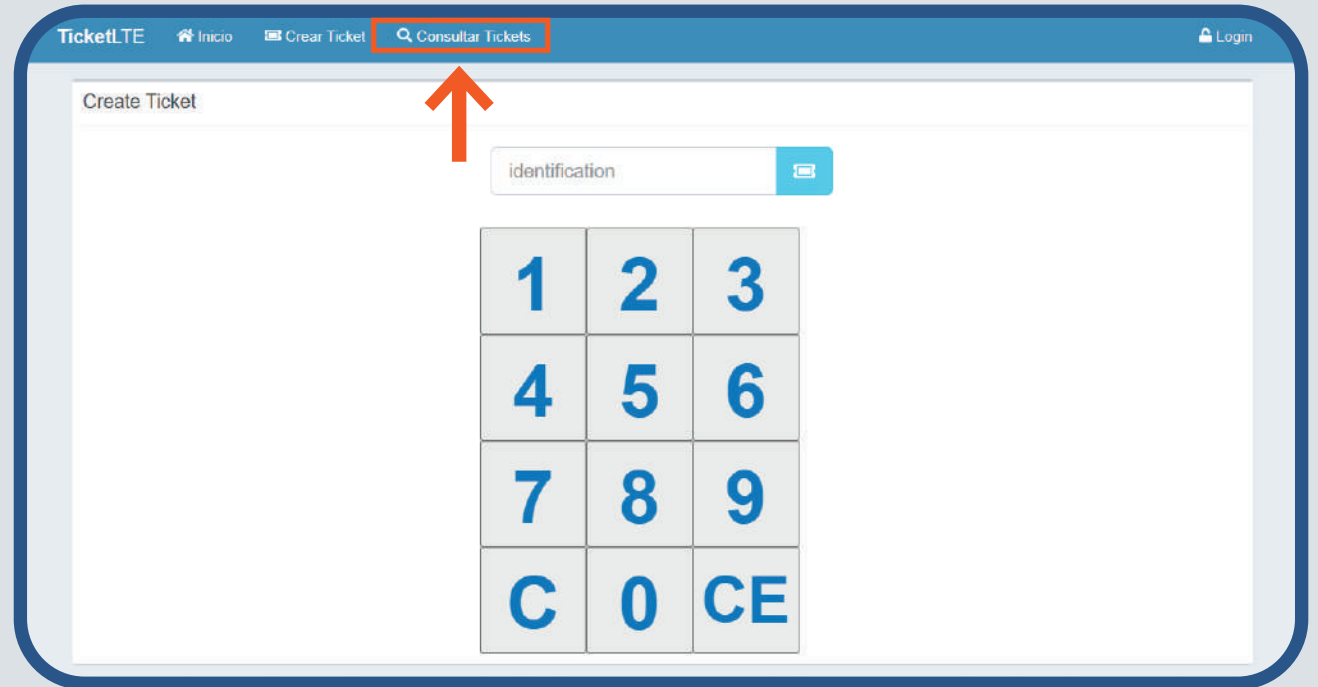 TicketLTE Inicio Crear Ticket Consultar Tickets Login
Create Ticket
identification
1 2 3
4 5 6
7 8 9
C 0 CE